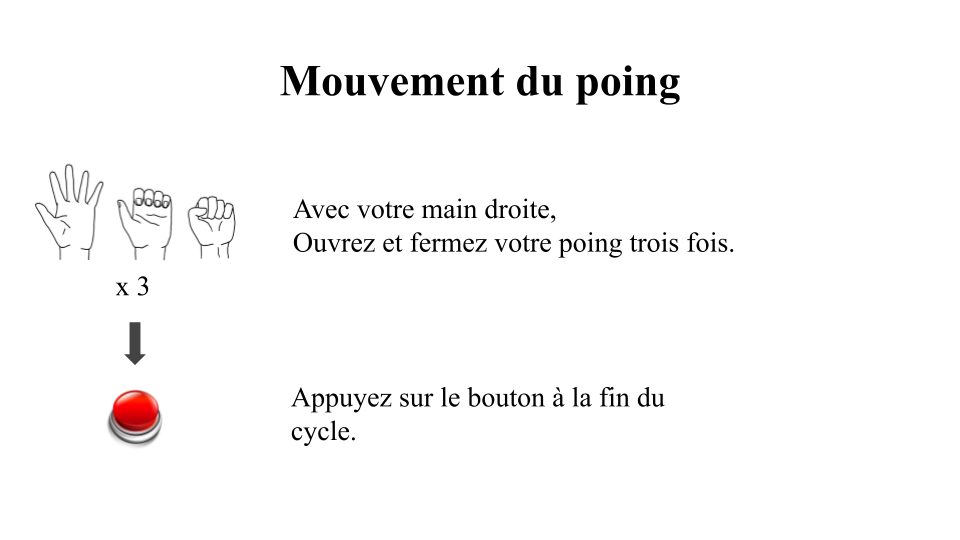 Mouvement du poing
Avec votre main droite,
Ouvrez et fermez votre poing trois fois.
x 3
Appuyez sur le bouton à la fin du
cycle.